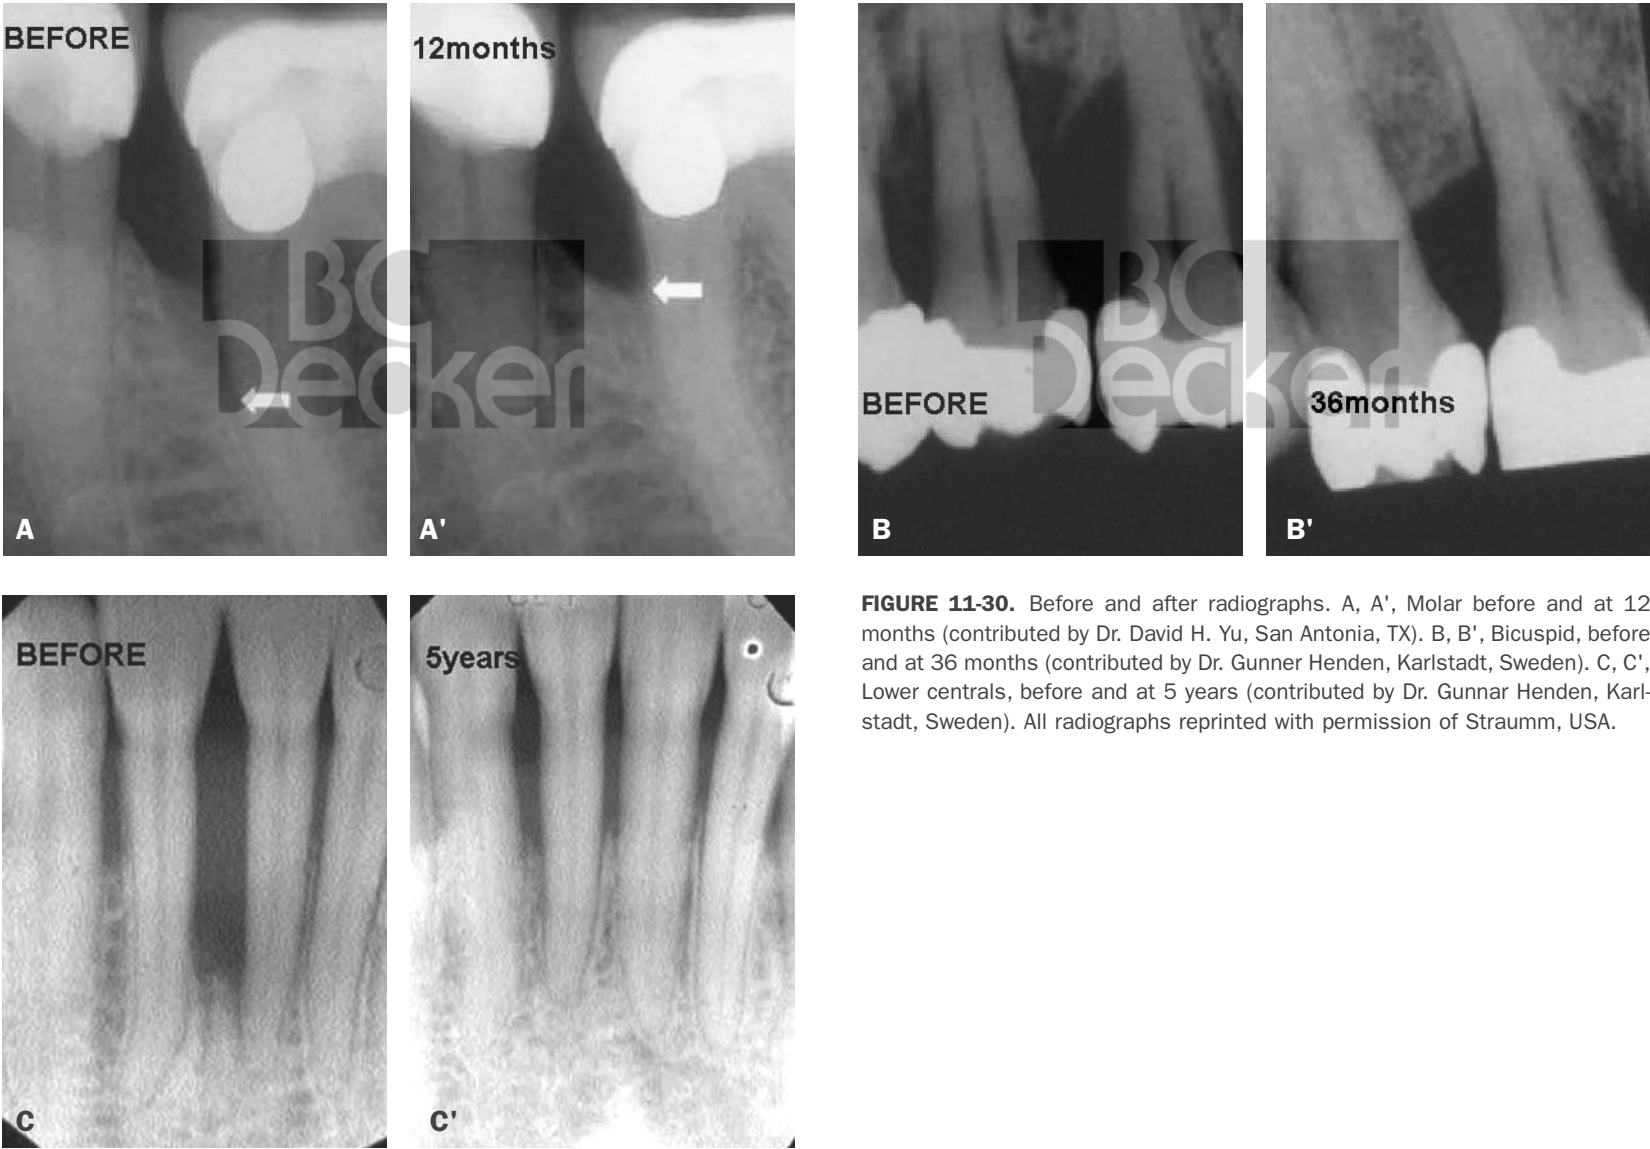 BEFORE
12months
BC
Decker
A
A'
BEFORE
36months
BC
Decker
B
B'
BEFORE
5years
C
C'
FIGURE 11-30. Before and after radiographs. A, A', Molar before and at 12
months (contributed by Dr. David H. Yu, San Antonia, TX). B, B', Bicuspid, before
and at 36 months (contributed by Dr. Gunner Henden, Karlstadt, Sweden). C, C',
Lower centrals, before and at 5 years (contributed by Dr. Gunnar Henden, Karl-
stadt, Sweden). All radiographs reprinted with permission of Straumm, USA.